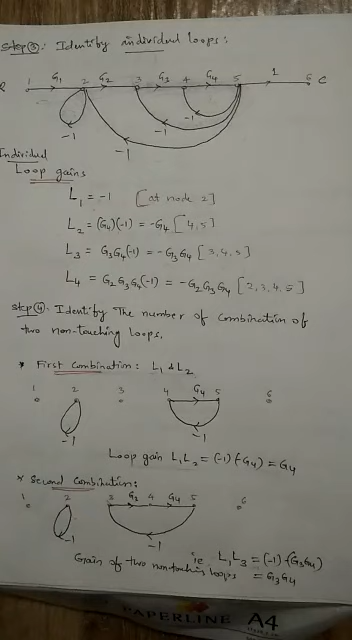 Step③: Identify individual loops:
1 G₁ 2 G₂ 3 G₃ 4 G₄ 5 1 6 C
-1 -1 -1
-1
Individual
Loop gains
L₁ = -1 [at node 2]
L₂ = (G₄)(-1) = -G₄ [4,5]
L₃ = G₃G₄(-1) = -G₃G₄ [3,4,5]
L₄ = G₂G₃G₄(-1) = -G₂G₃G₄ [2,3,4,5]
Step④. Identify The number of combination of
two non-touching loops.
* First Combination: L₁ & L₂
1 2 3 4 G₄ 5 6
-1 -1
Loop gain L₁L₂ = (-1)(-G₄) = G₄
* Second Combination:
1 2 3 G₃ 4 G₄ 5 6
-1 -1
ie L₁L₃ = (-1)(-G₃G₄)
Gain of two non touching loops = G₃G₄
PAPERLINE A4